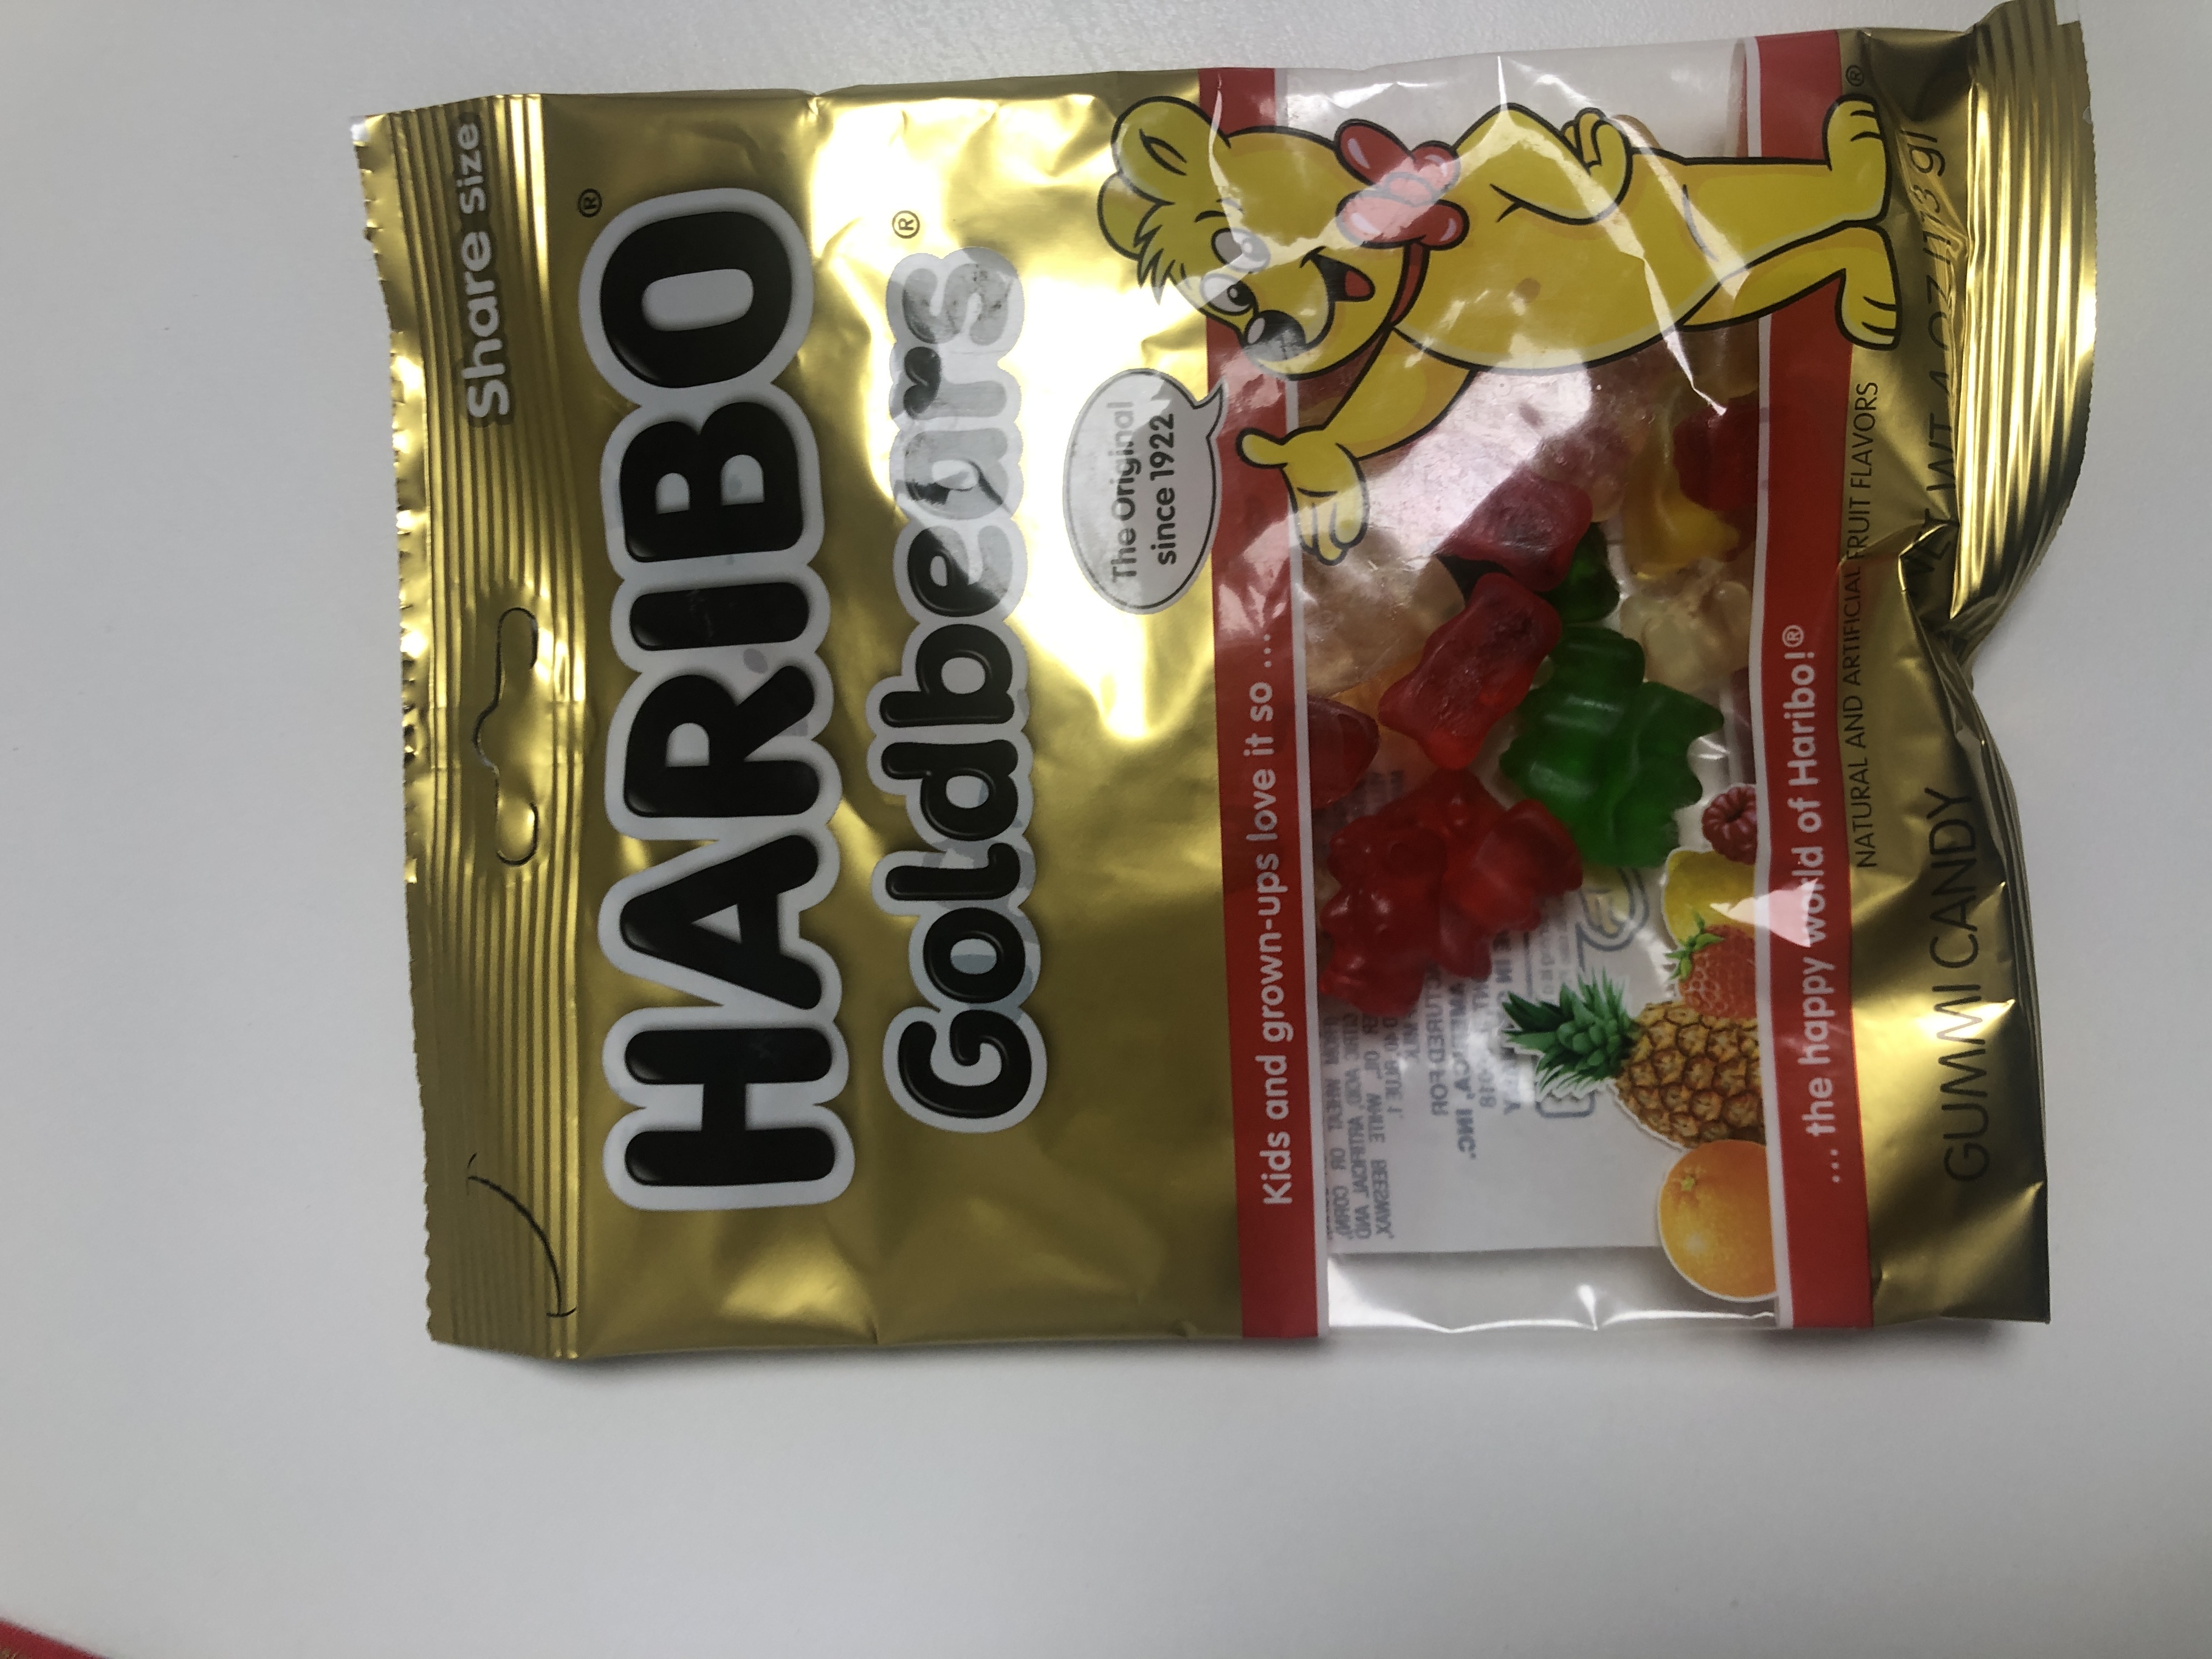 Share size
HARIBO®
Goldbears®
The Original
since 1922
Kids and grown-ups love it so ...
... the happy world of Haribo!®
NATURAL AND ARTIFICIAL FRUIT FLAVORS
GUMMI CANDY